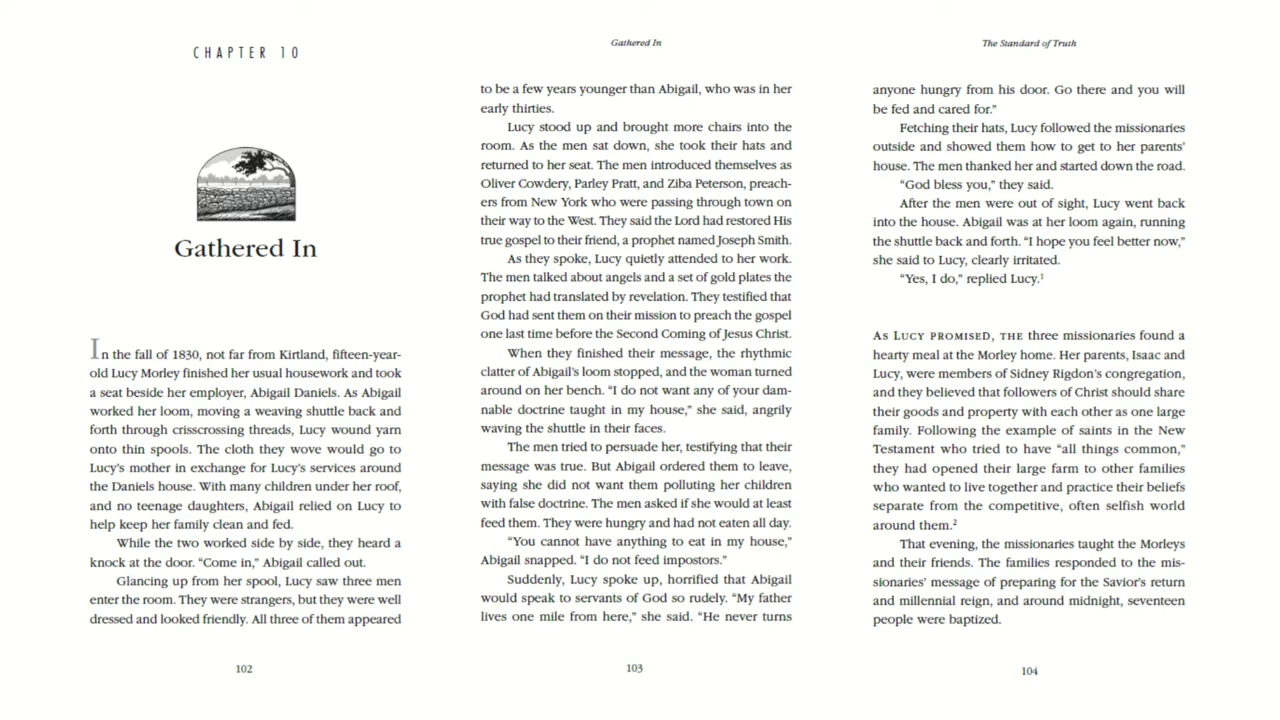 CHAPTER 10
Gathered In
In the fall of 1830, not far from Kirtland, fifteen-year-
old Lucy Morley finished her usual housework and took
a seat beside her employer, Abigail Daniels. As Abigail
worked her loom, moving a weaving shuttle back and
forth through crisscrossing threads, Lucy wound yarn
onto thin spools. The cloth they wove would go to
Lucy’s mother in exchange for Lucy’s services around
the Daniels house. With many children under her roof,
and no teenage daughters, Abigail relied on Lucy to
help keep her family clean and fed.
While the two worked side by side, they heard a
knock at the door. “Come in,” Abigail called out.
Glancing up from her spool, Lucy saw three men
enter the room. They were strangers, but they were well
dressed and looked friendly. All three of them appeared
102
Gathered In
to be a few years younger than Abigail, who was in her
early thirties.
Lucy stood up and brought more chairs into the
room. As the men sat down, she took their hats and
returned to her seat. The men introduced themselves as
Oliver Cowdery, Parley Pratt, and Ziba Peterson, preach-
ers from New York who were passing through town on
their way to the West. They said the Lord had restored His
true gospel to their friend, a prophet named Joseph Smith.
As they spoke, Lucy quietly attended to her work.
The men talked about angels and a set of gold plates the
prophet had translated by revelation. They testified that
God had sent them on their mission to preach the gospel
one last time before the Second Coming of Jesus Christ.
When they finished their message, the rhythmic
clatter of Abigail’s loom stopped, and the woman turned
around on her bench. “I do not want any of your dam-
nable doctrine taught in my house,” she said, angrily
waving the shuttle in their faces.
The men tried to persuade her, testifying that their
message was true. But Abigail ordered them to leave,
saying she did not want them polluting her children
with false doctrine. The men asked if she would at least
feed them. They were hungry and had not eaten all day.
“You cannot have anything to eat in my house,”
Abigail snapped. “I do not feed impostors.”
Suddenly, Lucy spoke up, horrified that Abigail
would speak to servants of God so rudely. “My father
lives one mile from here,” she said. “He never turns
103
The Standard of Truth
anyone hungry from his door. Go there and you will
be fed and cared for.”
Fetching their hats, Lucy followed the missionaries
outside and showed them how to get to her parents’
house. The men thanked her and started down the road.
“God bless you,” they said.
After the men were out of sight, Lucy went back
into the house. Abigail was at her loom again, running
the shuttle back and forth. “I hope you feel better now,”
she said to Lucy, clearly irritated.
“Yes, I do,” replied Lucy.¹
AS LUCY PROMISED, THE three missionaries found a
hearty meal at the Morley home. Her parents, Isaac and
Lucy, were members of Sidney Rigdon’s congregation,
and they believed that followers of Christ should share
their goods and property with each other as one large
family. Following the example of saints in the New
Testament who tried to have “all things common,”
they had opened their large farm to other families
who wanted to live together and practice their beliefs
separate from the competitive, often selfish world
around them.²
That evening, the missionaries taught the Morleys
and their friends. The families responded to the mis-
sionaries’ message of preparing for the Savior’s return
and millennial reign, and around midnight, seventeen
people were baptized.
104